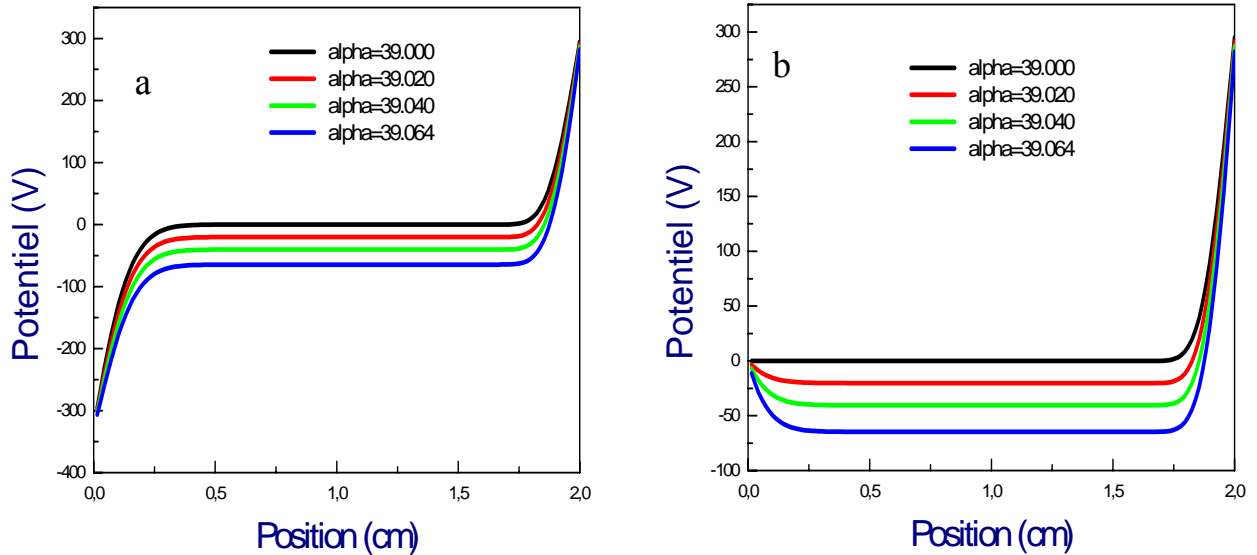 a
alpha=39.000
alpha=39.020
alpha=39.040
alpha=39.064
Potentiel (V)
300
200
100
0
-100
-200
-300
-400
0,0
0,5
1,0
1,5
2,0
Position (cm)
b
alpha=39.000
alpha=39.020
alpha=39.040
alpha=39.064
Potentiel (V)
300
250
200
150
100
50
0
-50
-100
0,0
0,5
1,0
1,5
2,0
Position (cm)